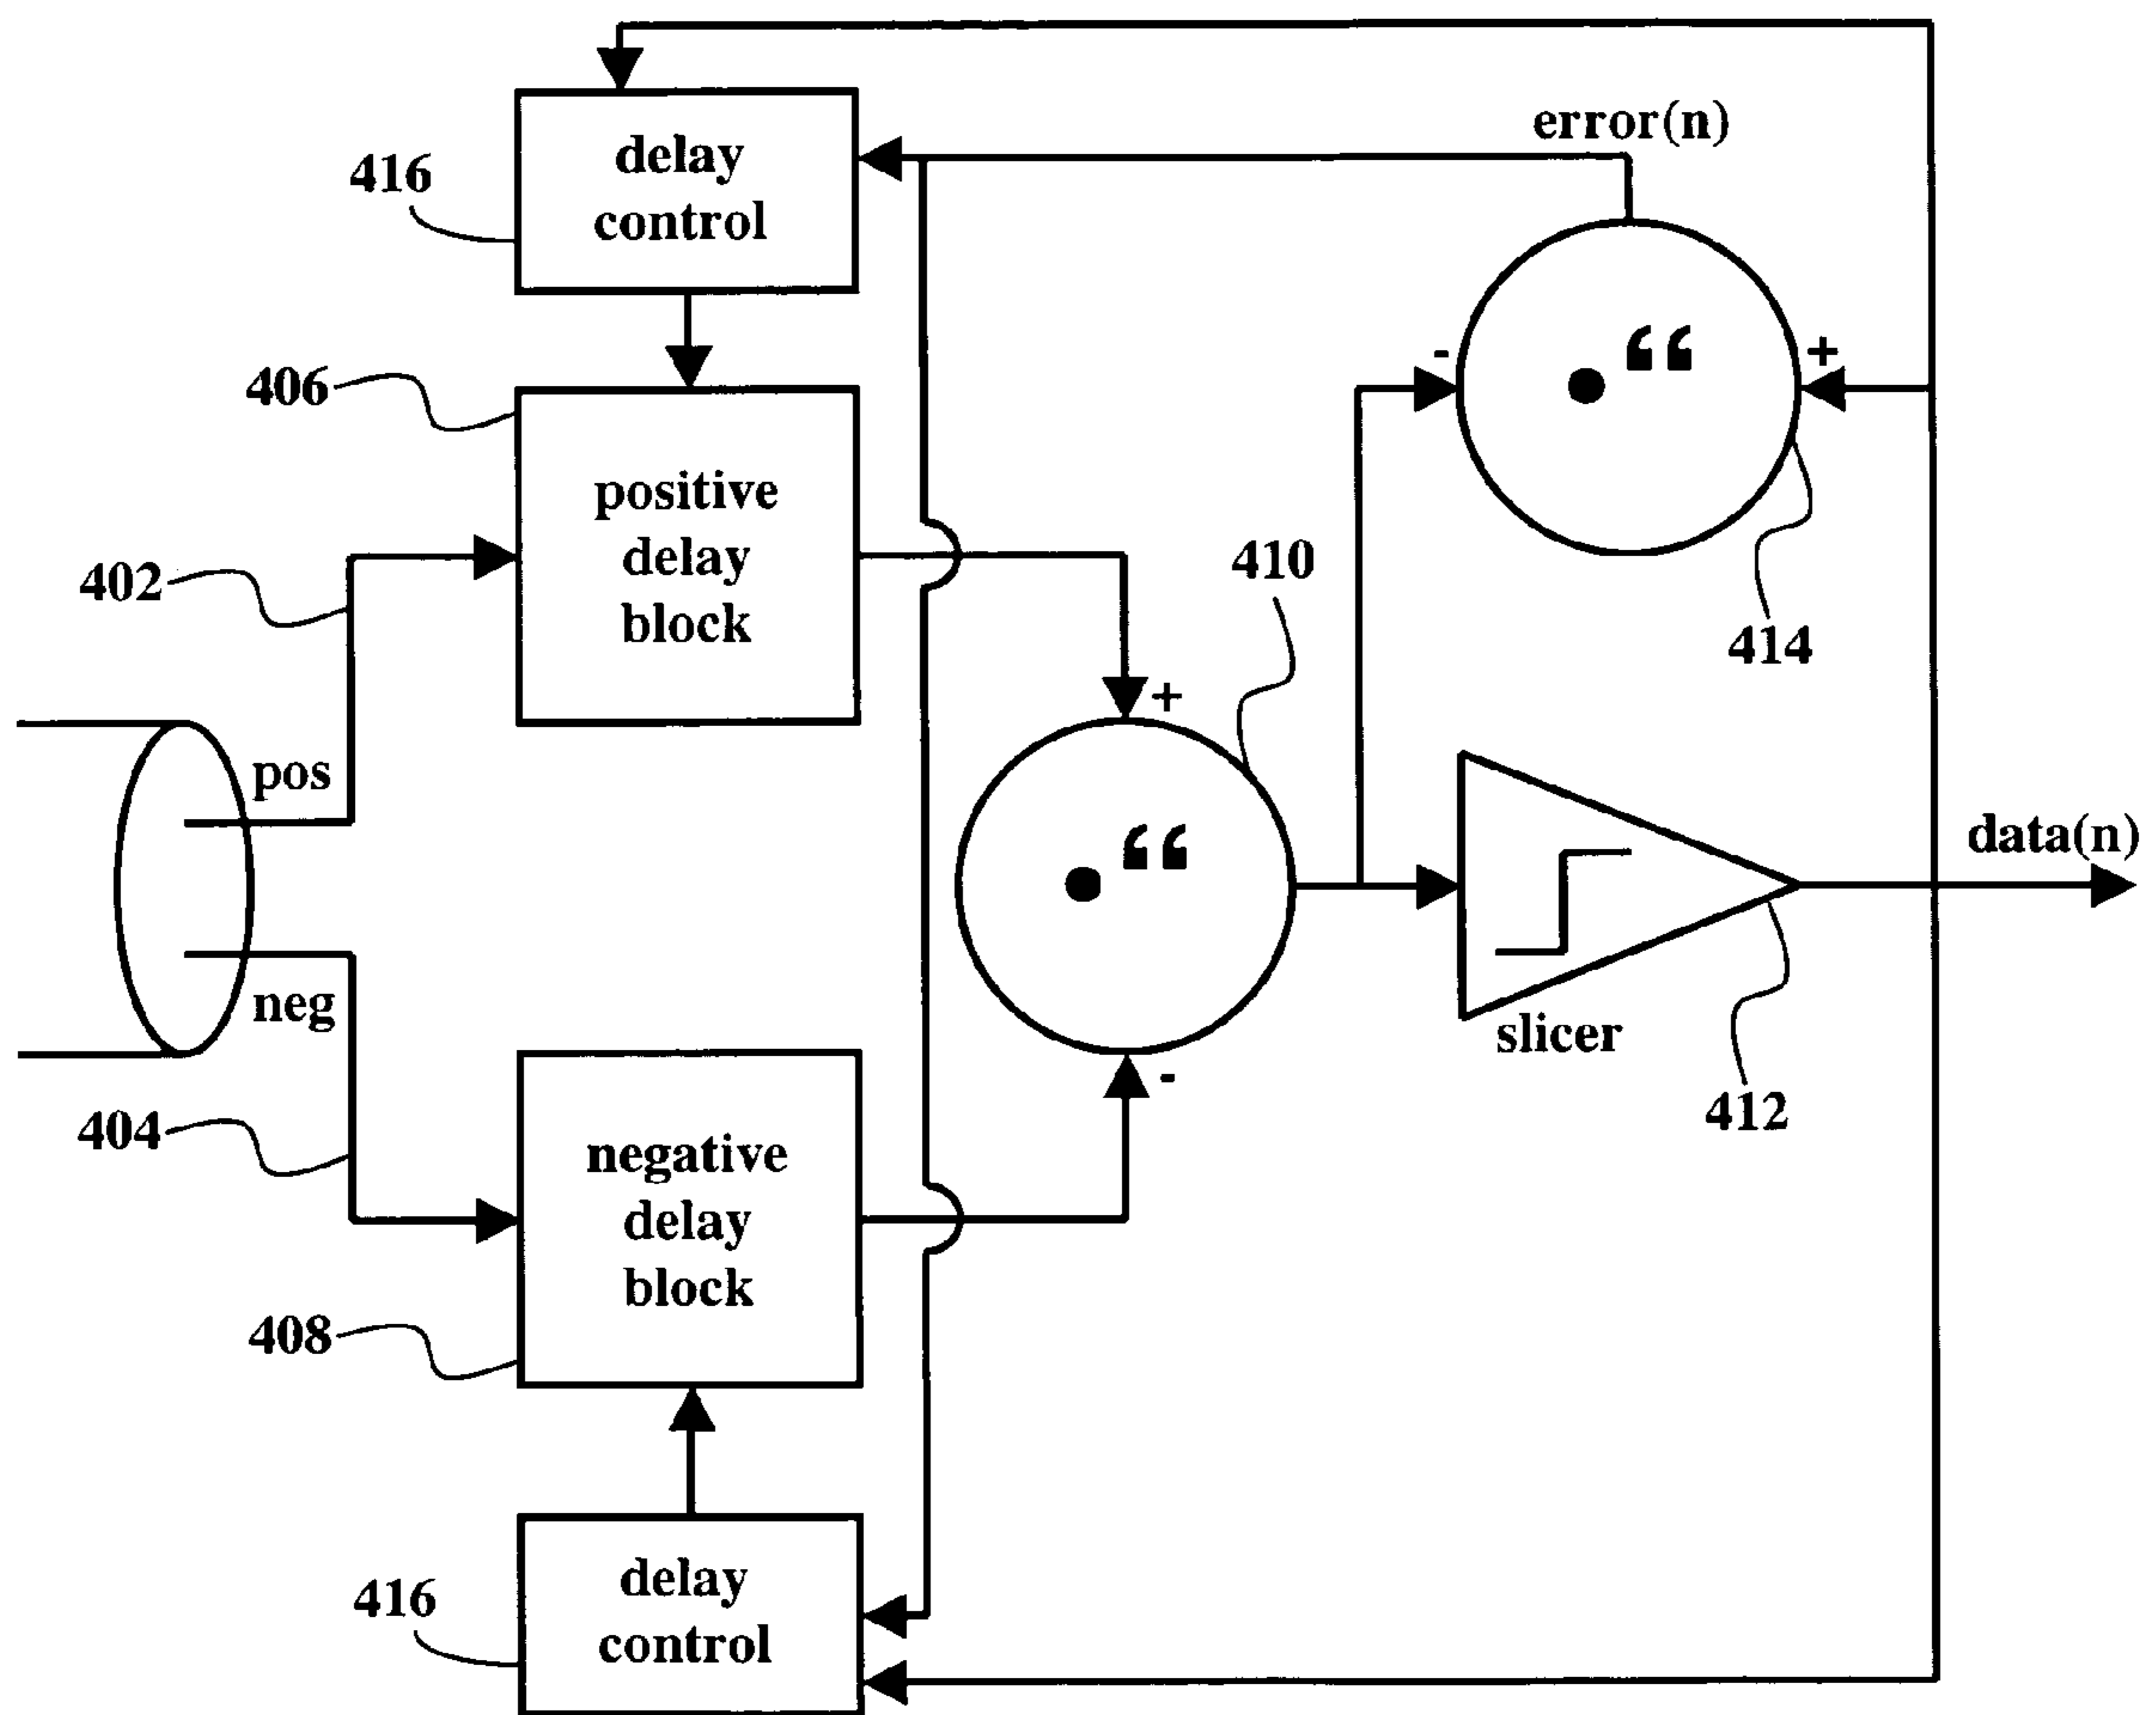 error(n)
delay
control
416
406
positive
delay
block
402
- +
“
414
410
+
pos
“
data(n)
neg
slicer
-
412
404
negative
delay
block
408
delay
control
416